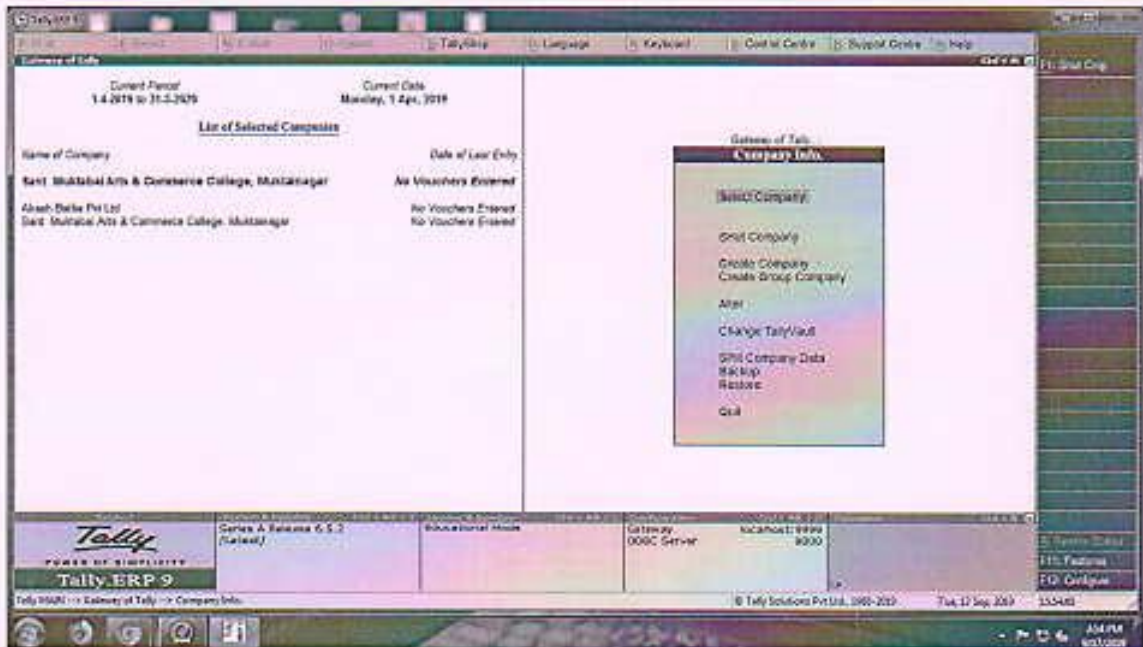 Tally.ERP 9
TallyShop Language Keyboard Control Centre Support Centre Help
Gateway of Tally
F1: Shut Cmp
Current Period
1-4-2019 to 31-3-2020
Current Date
Monday, 1 Apr, 2019
List of Selected Companies
Name of Company
Date of Last Entry
Sant Muktabai Arts & Commerce College, Muktainagar
No Vouchers Entered
No Vouchers Entered
Sant Muktabai Arts & Commerce College, Muktainagar
No Vouchers Entered
Gateway of Tally
Company Info.
Select Company
Shut Company
Create Company
Create Group Company
Alter
Change TallyVault
Split Company Data
Backup
Restore
Quit
Tally
POWER OF SIMPLICITY
Tally.ERP 9
Series A Release 6.5.2
(Latest)
Educational Mode
Gateway localhost:9999
ODBC Server 9000
F11: Features
F12: Configure
Tally MAIN --> Gateway of Tally --> Company Info.
© Tally Solutions Pvt Ltd., 1988-2019
Tue, 17 Sep, 2019
3:54 PM
9/17/2019